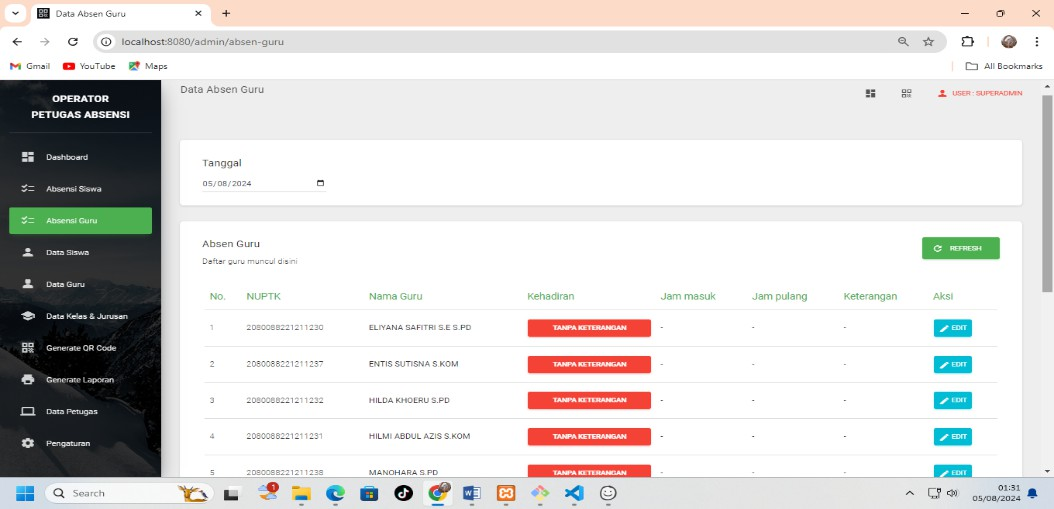 Data Absen Guru
localhost:8080/admin/absen-guru
Gmail YouTube Maps All Bookmarks
OPERATOR
PETUGAS ABSENSI
Dashboard
Absensi Siswa
Absensi Guru
Data Siswa
Data Guru
Data Kelas & Jurusan
Generate QR Code
Generate Laporan
Data Petugas
Pengaturan
Data Absen Guru
USER : SUPERADMIN
Tanggal
05/08/2024
Absen Guru
Daftar guru muncul disini
REFRESH
No. NUPTK Nama Guru Kehadiran Jam masuk Jam pulang Keterangan Aksi
1 2080088221211230 ELIYANA SAFITRI S.E S.PD TANPA KETERANGAN - - - EDIT
2 2080088221211237 ENTIS SUTISNA S.KOM TANPA KETERANGAN - - - EDIT
3 2080088221211232 HILDA KHOERU S.PD TANPA KETERANGAN - - - EDIT
4 2080088221211231 HILMI ABDUL AZIS S.KOM TANPA KETERANGAN - - - EDIT
5 2080088221211238 MANOHARA S.PD TANPA KETERANGAN - - - EDIT
Search
1
01:31
05/08/2024